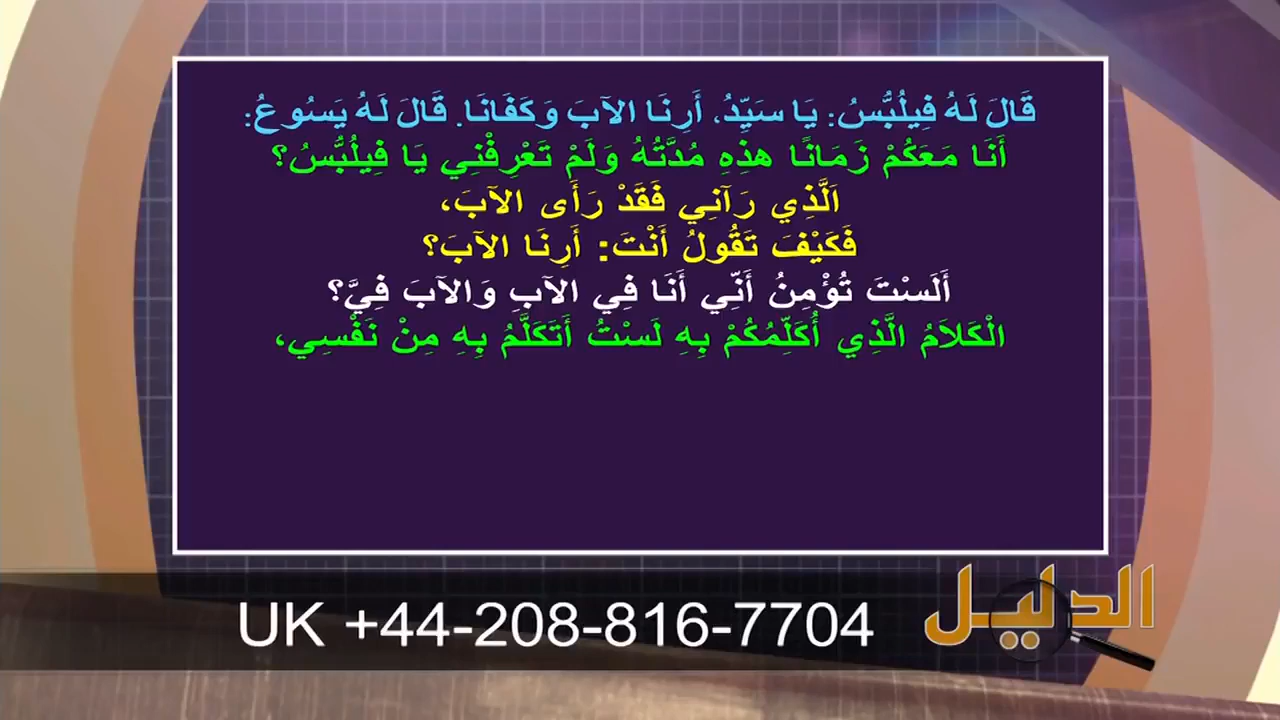 قَالَ لَهُ فِيلُبُّسُ: يَا سَيِّدُ، أَرِنَا الآبَ وَكَفَانَا. قَالَ لَهُ يَسُوعُ:
أَنَا مَعَكُمْ زَمَانًا هذِهِ مُدَّتُهُ وَلَمْ تَعْرِفْنِي يَا فِيلُبُّسُ؟
اَلَّذِي رَآنِي فَقَدْ رَأَى الآبَ،
فَكَيْفَ تَقُولُ أَنْتَ: أَرِنَا الآبَ؟
أَلَسْتَ تُؤْمِنُ أَنِّي أَنَا فِي الآبِ وَالآبَ فِيَّ؟
الْكَلاَمُ الَّذِي أُكَلِّمُكُمْ بِهِ لَسْتُ أَتَكَلَّمُ بِهِ مِنْ نَفْسِي،
الدليل
UK +44-208-816-7704